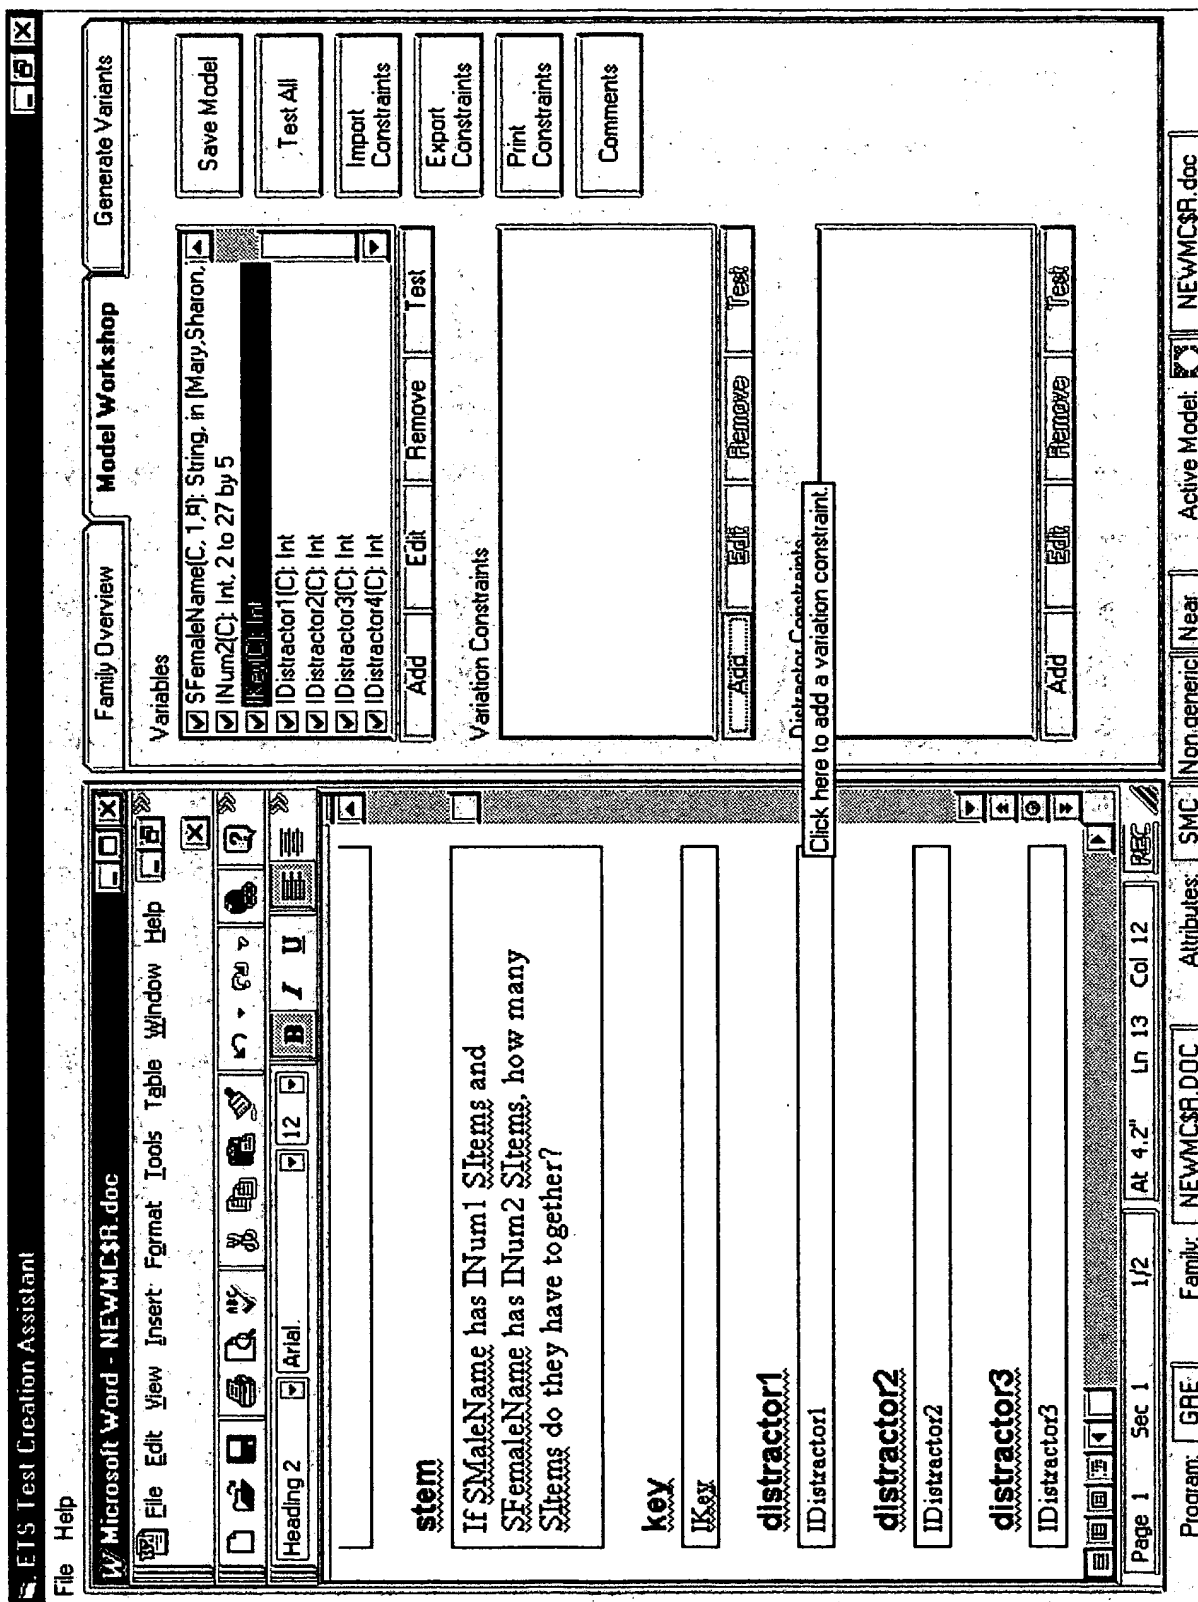 ETS Test Creation Assistant
File Help
Microsoft Word - NEWMC$R.doc
File Edit View Insert Format Tools Table Window Help
Heading 2 Arial 12 B I U
stem
If SMaleName has INum1 SItems and
SFemaleName has INum2 SItems, how many
SItems do they have together?
key
IKey
distractor1
IDistractor1
distractor2
IDistractor2
distractor3
IDistractor3
Page 1 Sec 1 1/2 At 4.2" Ln 13 Col 12 REC
Family Overview Model Workshop Generate Variants
Variables
SFemaleName(C, 1,¤): String, in [Mary,Sharon,
INum2(C): Int, 2 to 27 by 5
IKey(C): Int
IDistractor1(C): Int
IDistractor2(C): Int
IDistractor3(C): Int
IDistractor4(C): Int
Add Edit Remove Test
Variation Constraints
Add Edit Remove Test
Distractor Constraints
Click here to add a variation constraint.
Add Edit Remove Test
Save Model
Test All
Import
Constraints
Export
Constraints
Print
Constraints
Comments
Program: GRE Family: NEWMC$R.DOC Attributes: SMC Non-generic Near Active Model: NEWMC$R.doc